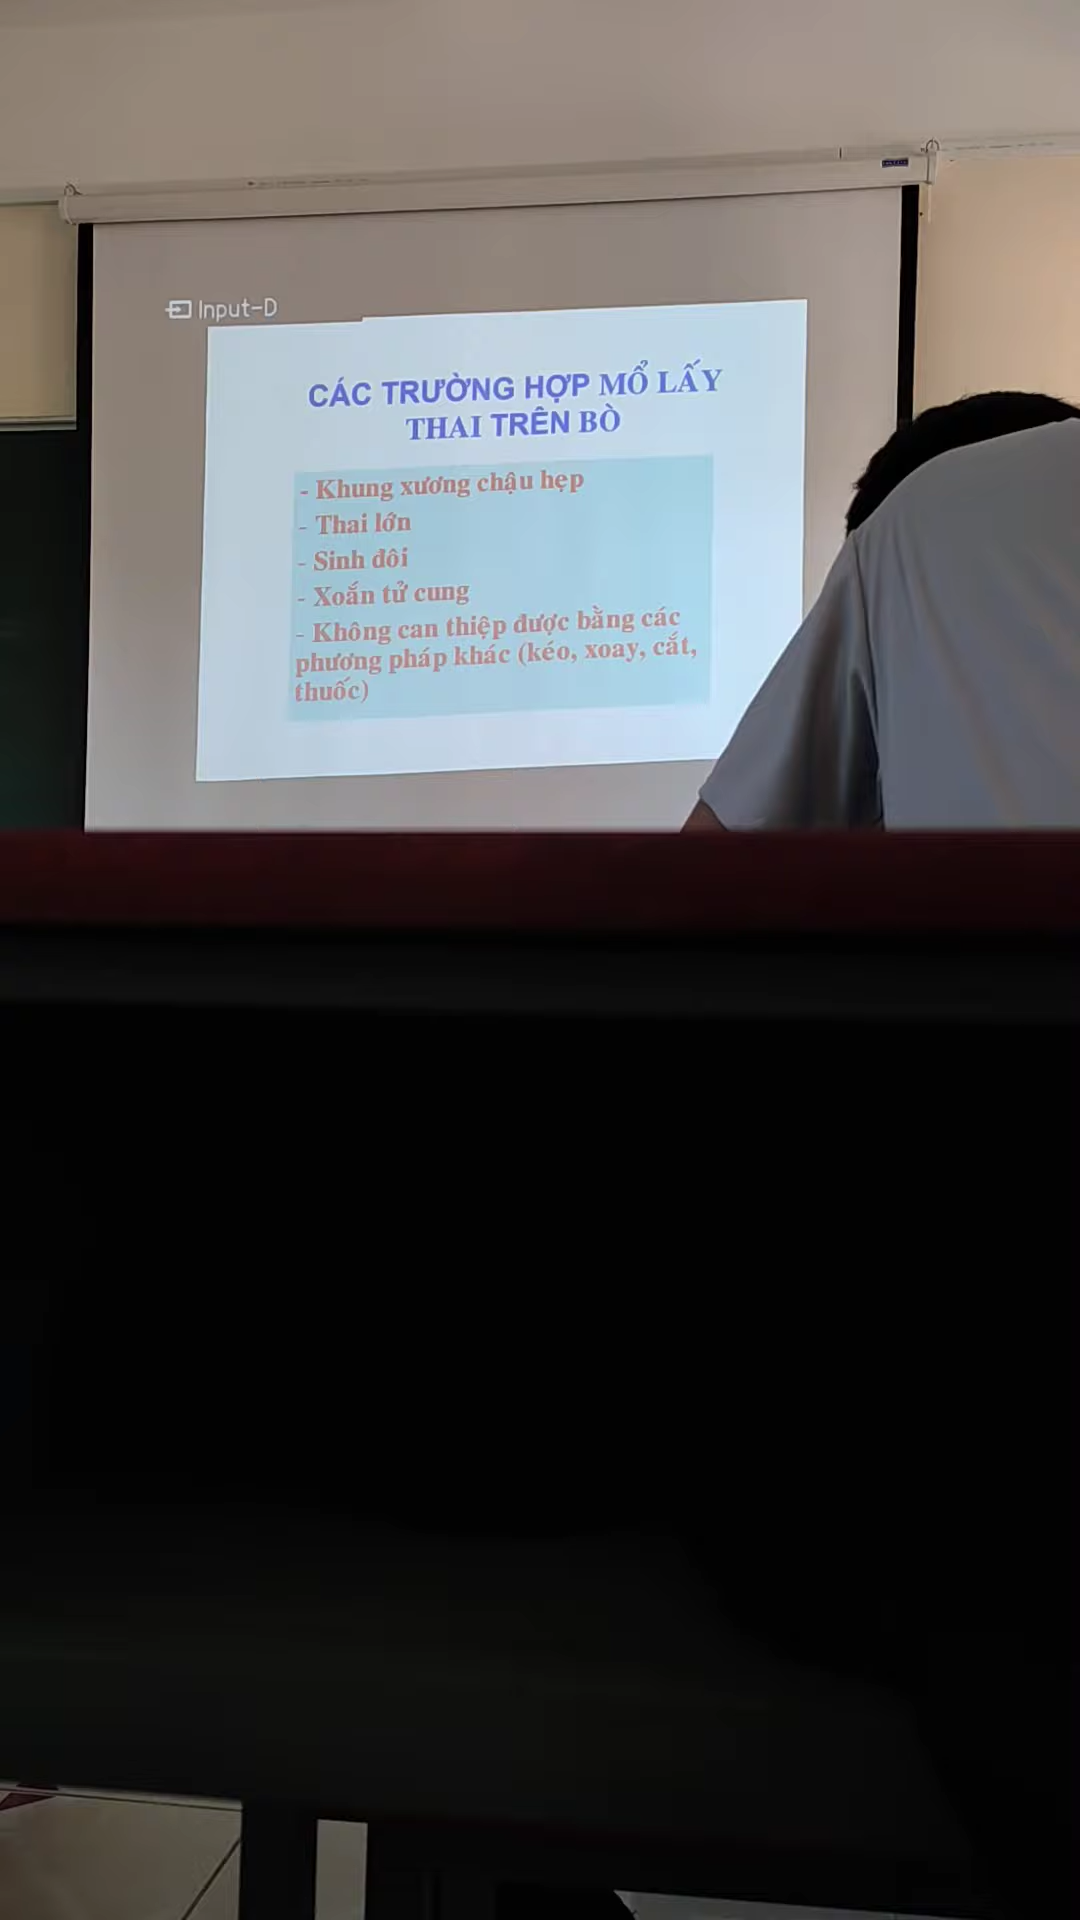 Input-D
CÁC TRƯỜNG HỢP MỔ LẤY
THAI TRÊN BÒ
- Khung xương chậu hẹp
- Thai lớn
- Sinh đôi
- Xoắn tử cung
- Không can thiệp được bằng các
phương pháp khác (kéo, xoay, cắt,
thuốc)